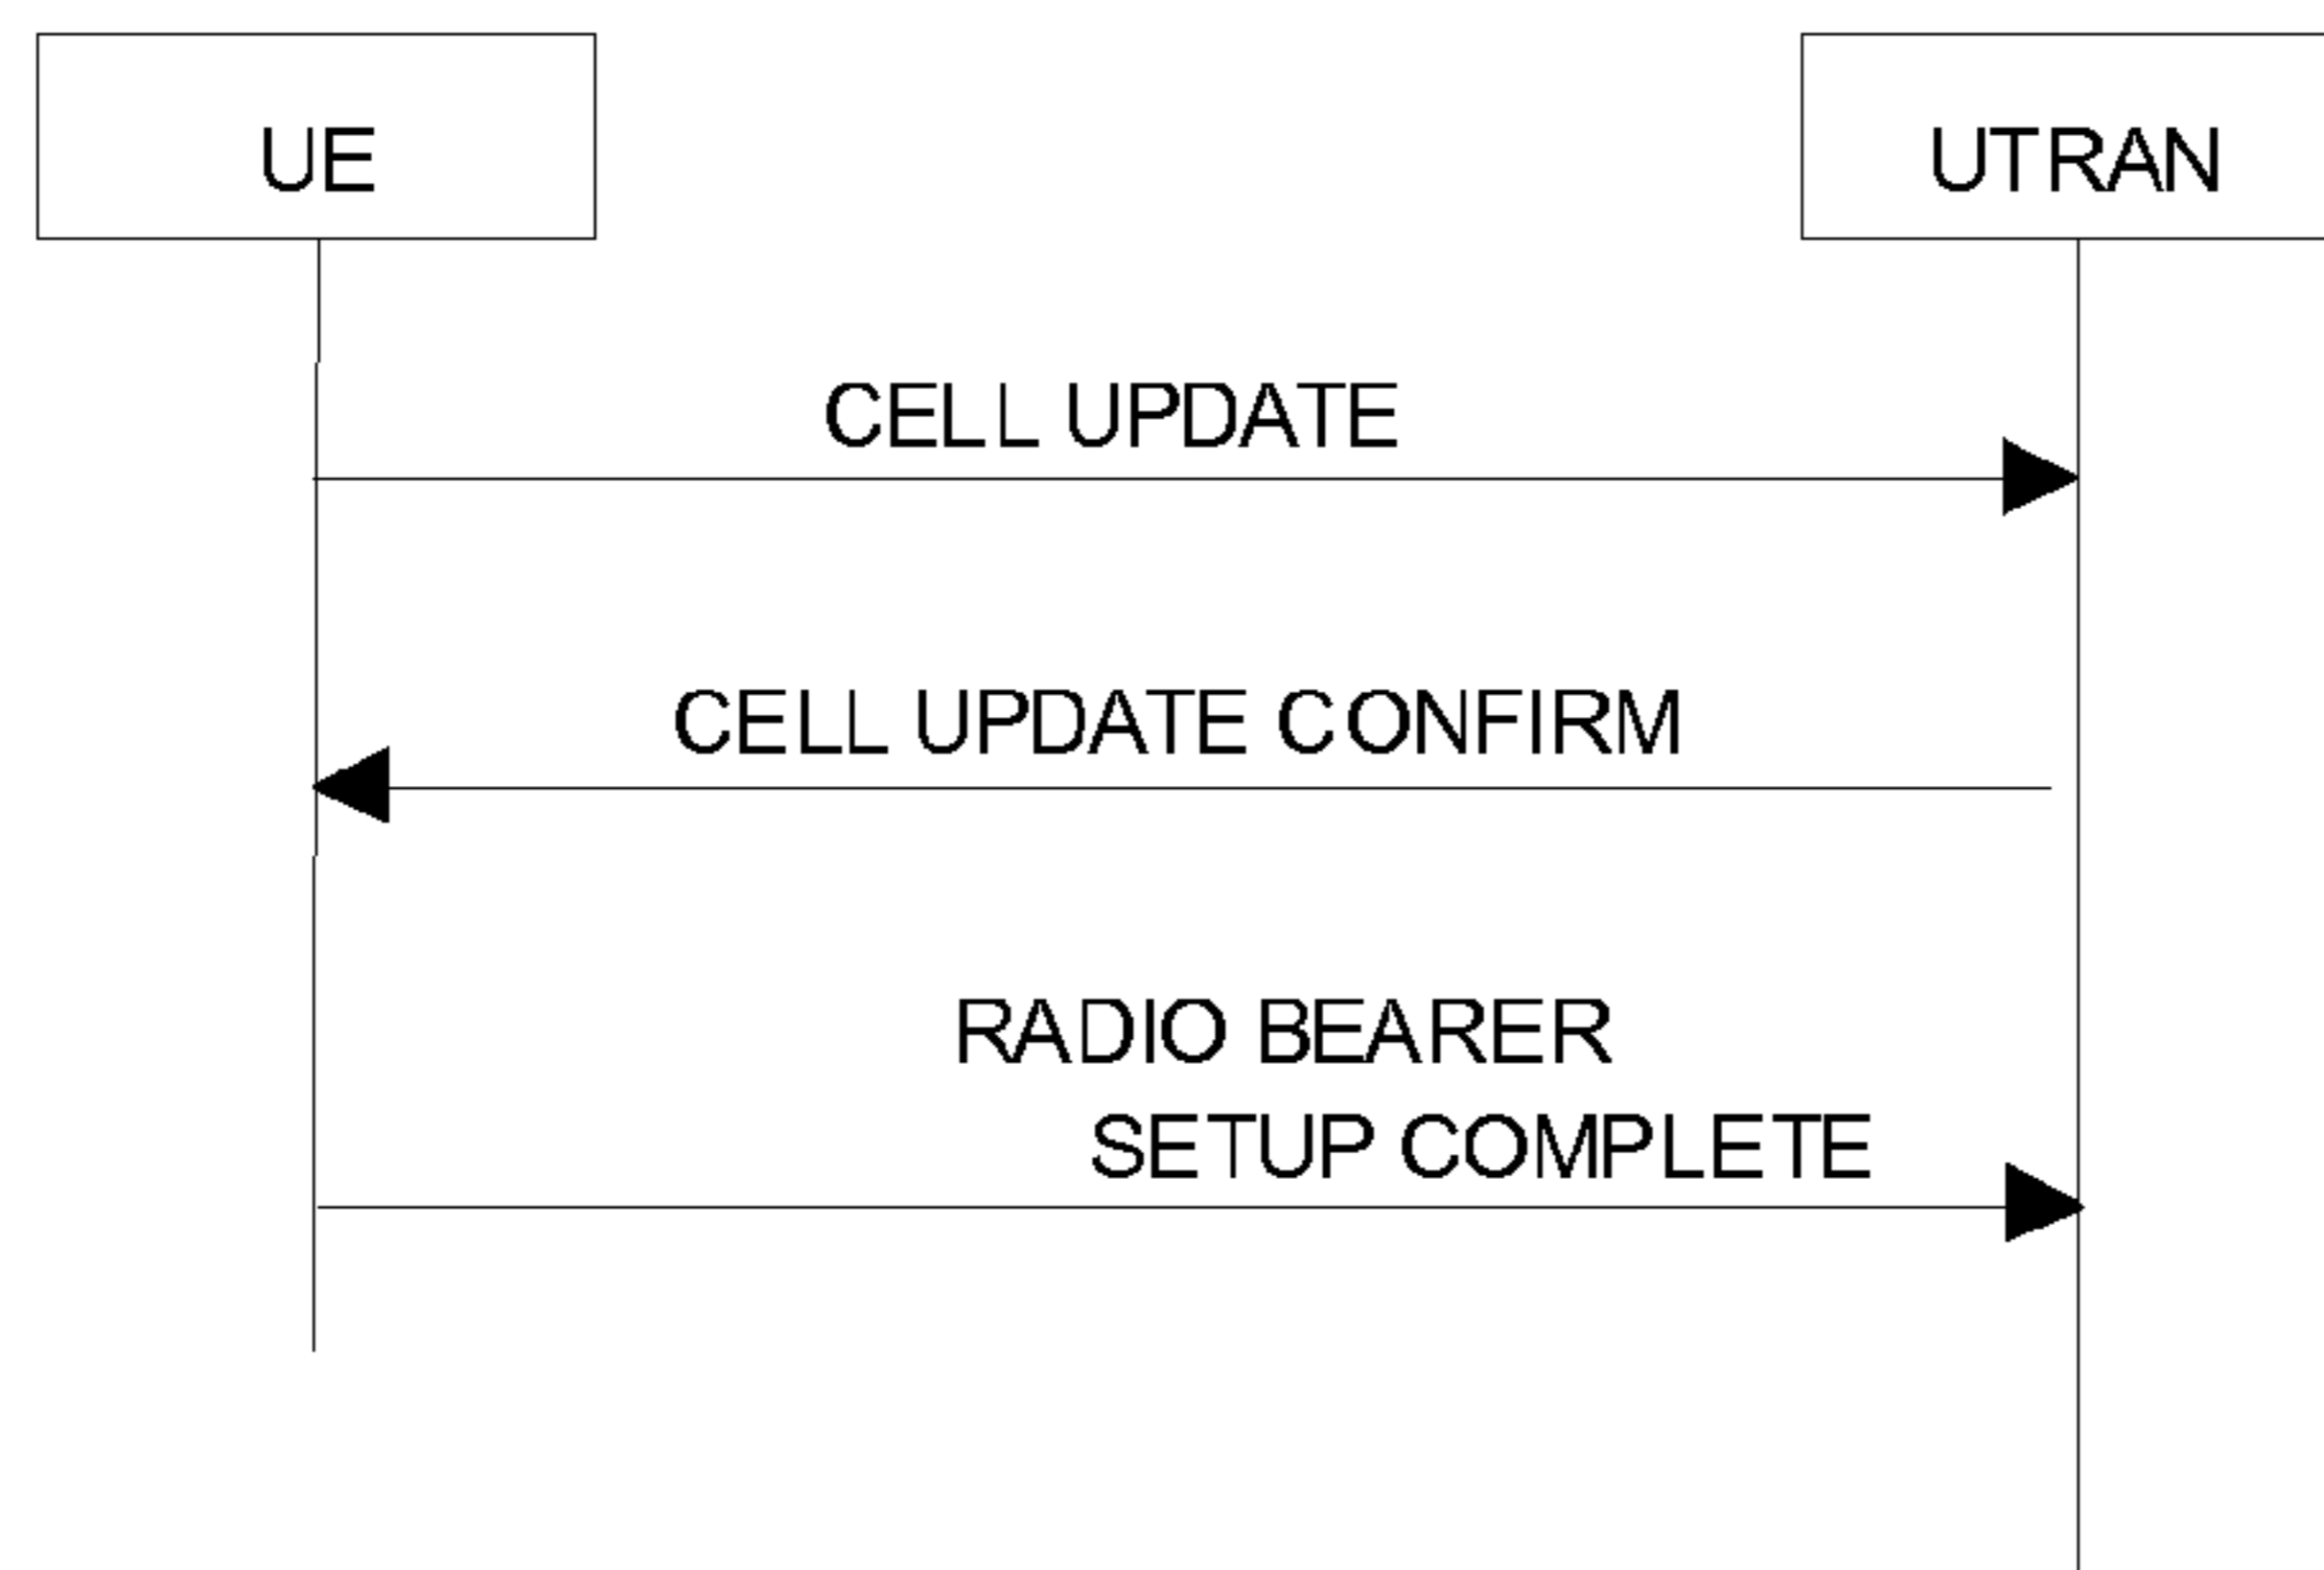 UE
UTRAN
CELL UPDATE
CELL UPDATE CONFIRM
RADIO BEARER
SETUP COMPLETE